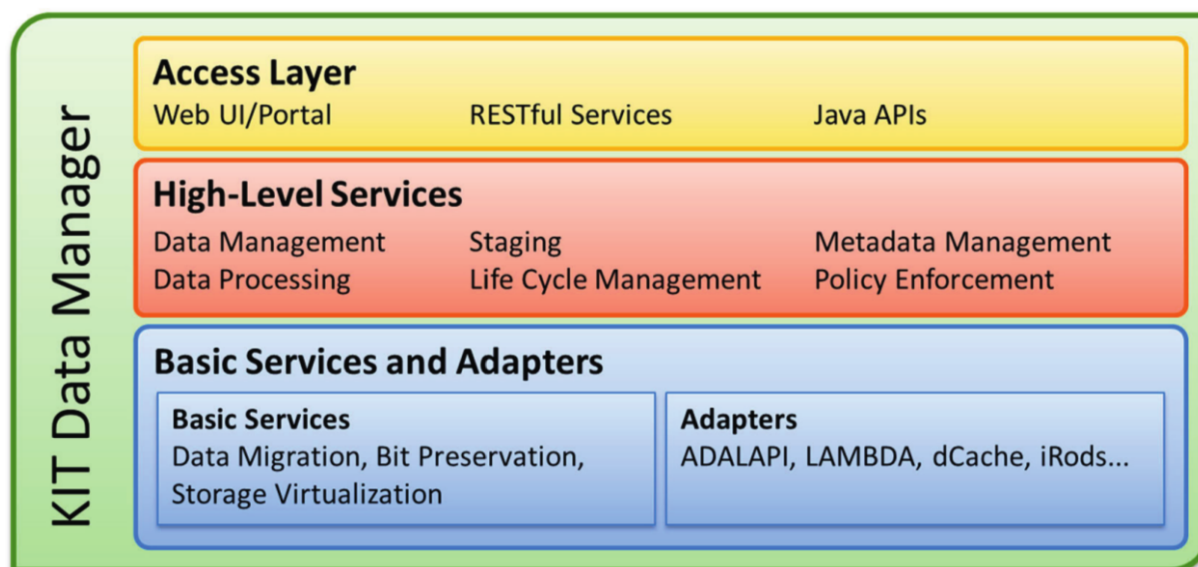 KIT Data Manager
Access Layer
Web UI/Portal RESTful Services Java APIs
High-Level Services
Data Management Staging Metadata Management
Data Processing Life Cycle Management Policy Enforcement
Basic Services and Adapters
Basic Services
Data Migration, Bit Preservation,
Storage Virtualization
Adapters
ADALAPI, LAMBDA, dCache, iRods...